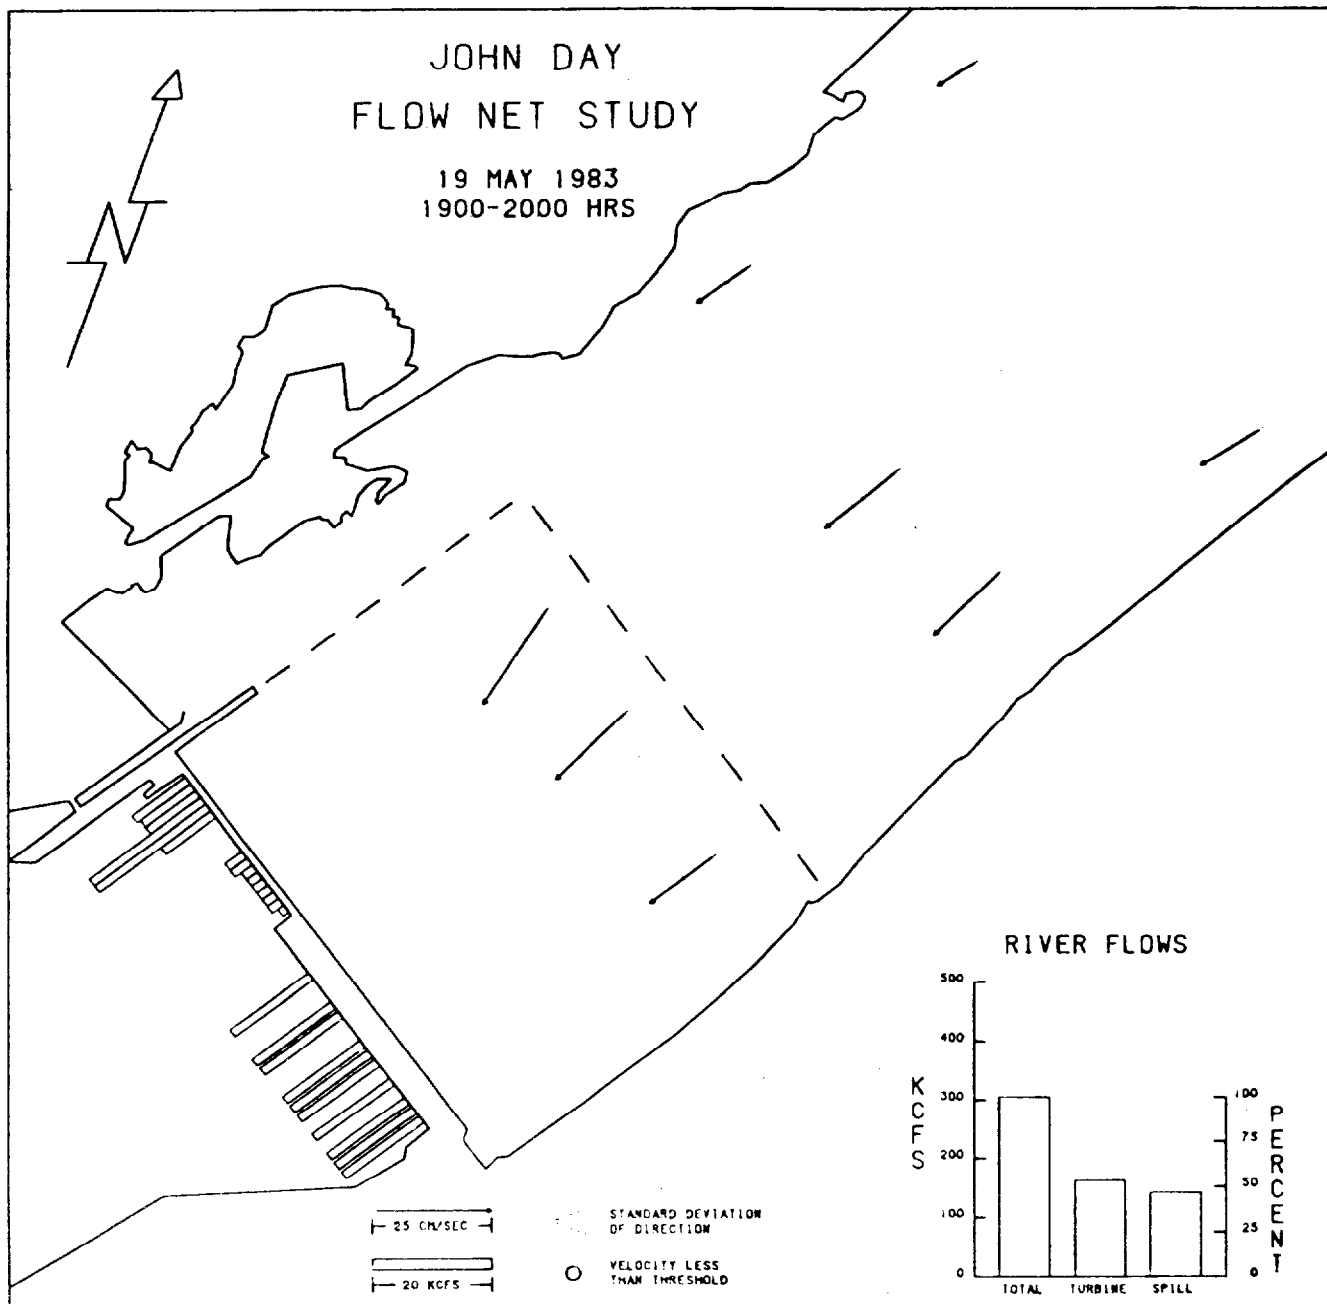 JOHN DAY
FLOW NET STUDY
19 MAY 1983
1900-2000 HRS
N
RIVER FLOWS
500
400
300
200
100
0
KCFS
100
75
50
25
0
PERCENT
TOTAL TURBINE SPILL
25 CM/SEC
STANDARD DEVIATION
OF DIRECTION
20 KCFS
VELOCITY LESS
THAN THRESHOLD